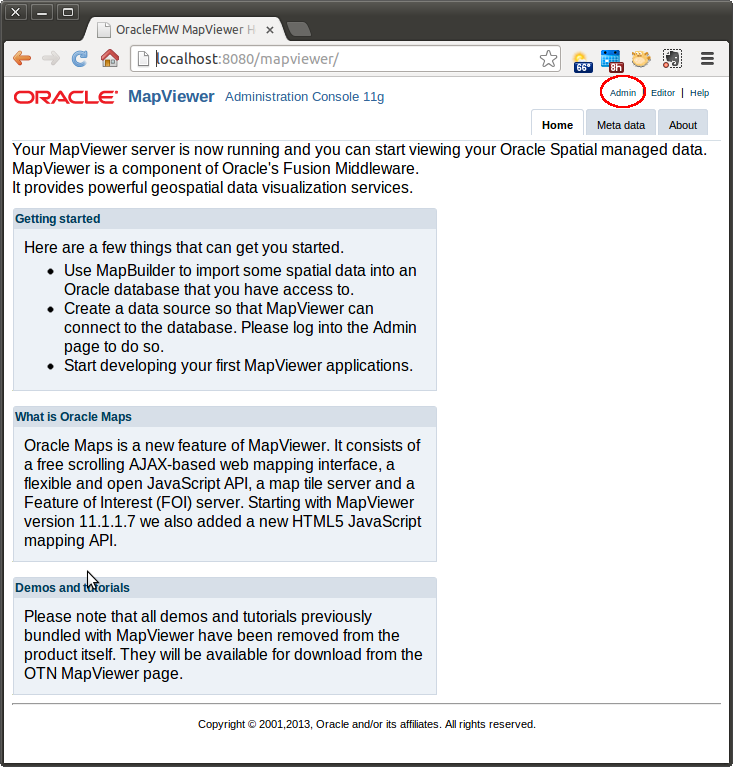 OracleFMW MapViewer H
localhost:8080/mapviewer/
66°
8h
ORACLE MapViewer Administration Console 11g
Admin Editor | Help
Home Meta data About
Your MapViewer server is now running and you can start viewing your Oracle Spatial managed data.
MapViewer is a component of Oracle's Fusion Middleware.
It provides powerful geospatial data visualization services.
Getting started
Here are a few things that can get you started.
Use MapBuilder to import some spatial data into an
Oracle database that you have access to.
Create a data source so that MapViewer can
connect to the database. Please log into the Admin
page to do so.
Start developing your first MapViewer applications.
What is Oracle Maps
Oracle Maps is a new feature of MapViewer. It consists of
a free scrolling AJAX-based web mapping interface, a
flexible and open JavaScript API, a map tile server and a
Feature of Interest (FOI) server. Starting with MapViewer
version 11.1.1.7 we also added a new HTML5 JavaScript
mapping API.
Demos and tutorials
Please note that all demos and tutorials previously
bundled with MapViewer have been removed from the
product itself. They will be available for download from the
OTN MapViewer page.
Copyright © 2001,2013, Oracle and/or its affiliates. All rights reserved.